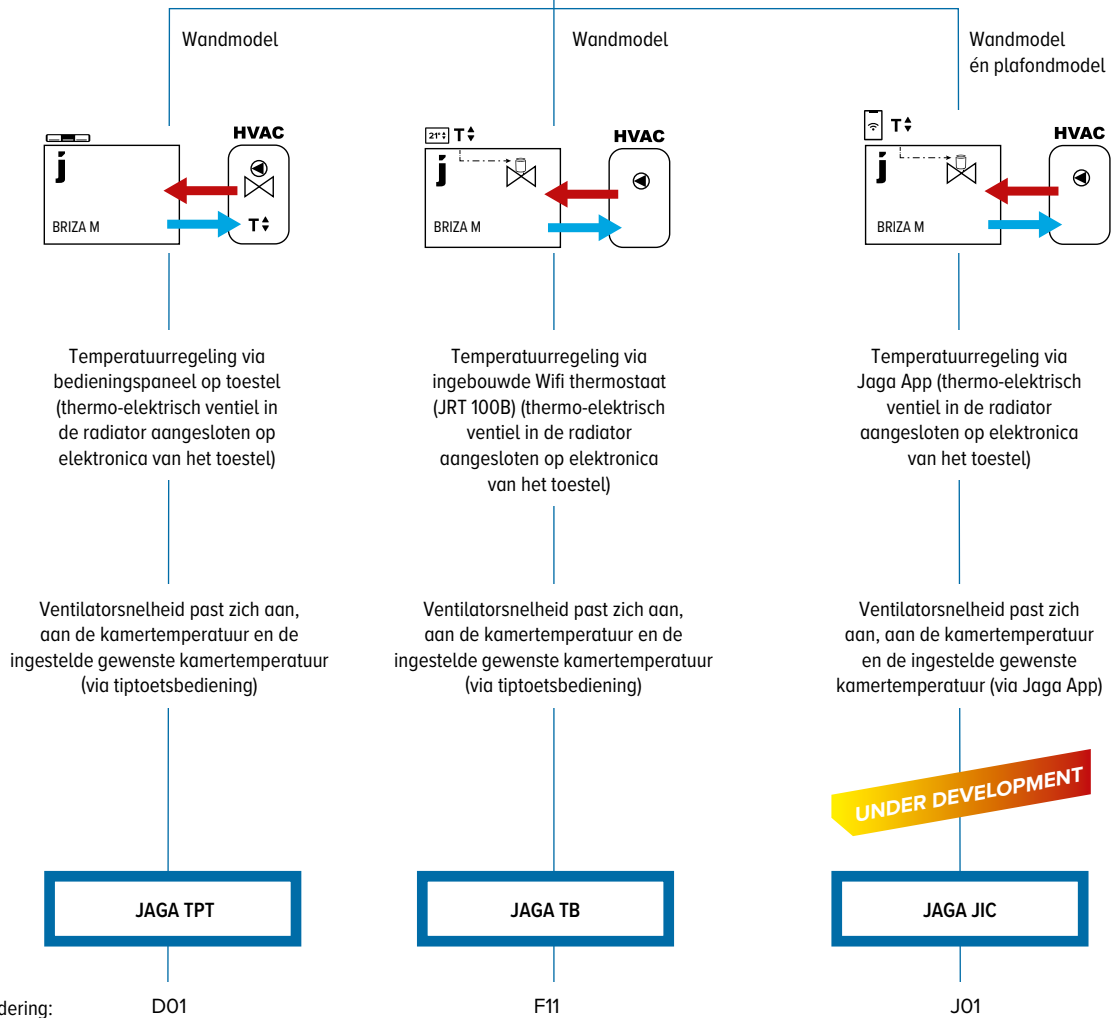 Wandmodel
Wandmodel
Wandmodel
én plafondmodel
HVAC
j
BRIZA M
T
21°
T
HVAC
j
BRIZA M
T
HVAC
j
BRIZA M
Temperatuurregeling via
bedieningspaneel op toestel
(thermo-elektrisch ventiel in
de radiator aangesloten op
elektronica van het toestel)
Temperatuurregeling via
ingebouwde Wifi thermostaat
(JRT 100B) (thermo-elektrisch
ventiel in de radiator
aangesloten op elektronica
van het toestel)
Temperatuurregeling via
Jaga App (thermo-elektrisch
ventiel in de radiator
aangesloten op elektronica
van het toestel)
Ventilatorsnelheid past zich aan,
aan de kamertemperatuur en de
ingestelde gewenste kamertemperatuur
(via tiptoetsbediening)
Ventilatorsnelheid past zich aan,
aan de kamertemperatuur en de
ingestelde gewenste kamertemperatuur
(via tiptoetsbediening)
Ventilatorsnelheid past zich
aan, aan de kamertemperatuur
en de ingestelde gewenste
kamertemperatuur (via Jaga App)
UNDER DEVELOPMENT
JAGA TPT
JAGA TB
JAGA JIC
dering:
D01
F11
J01